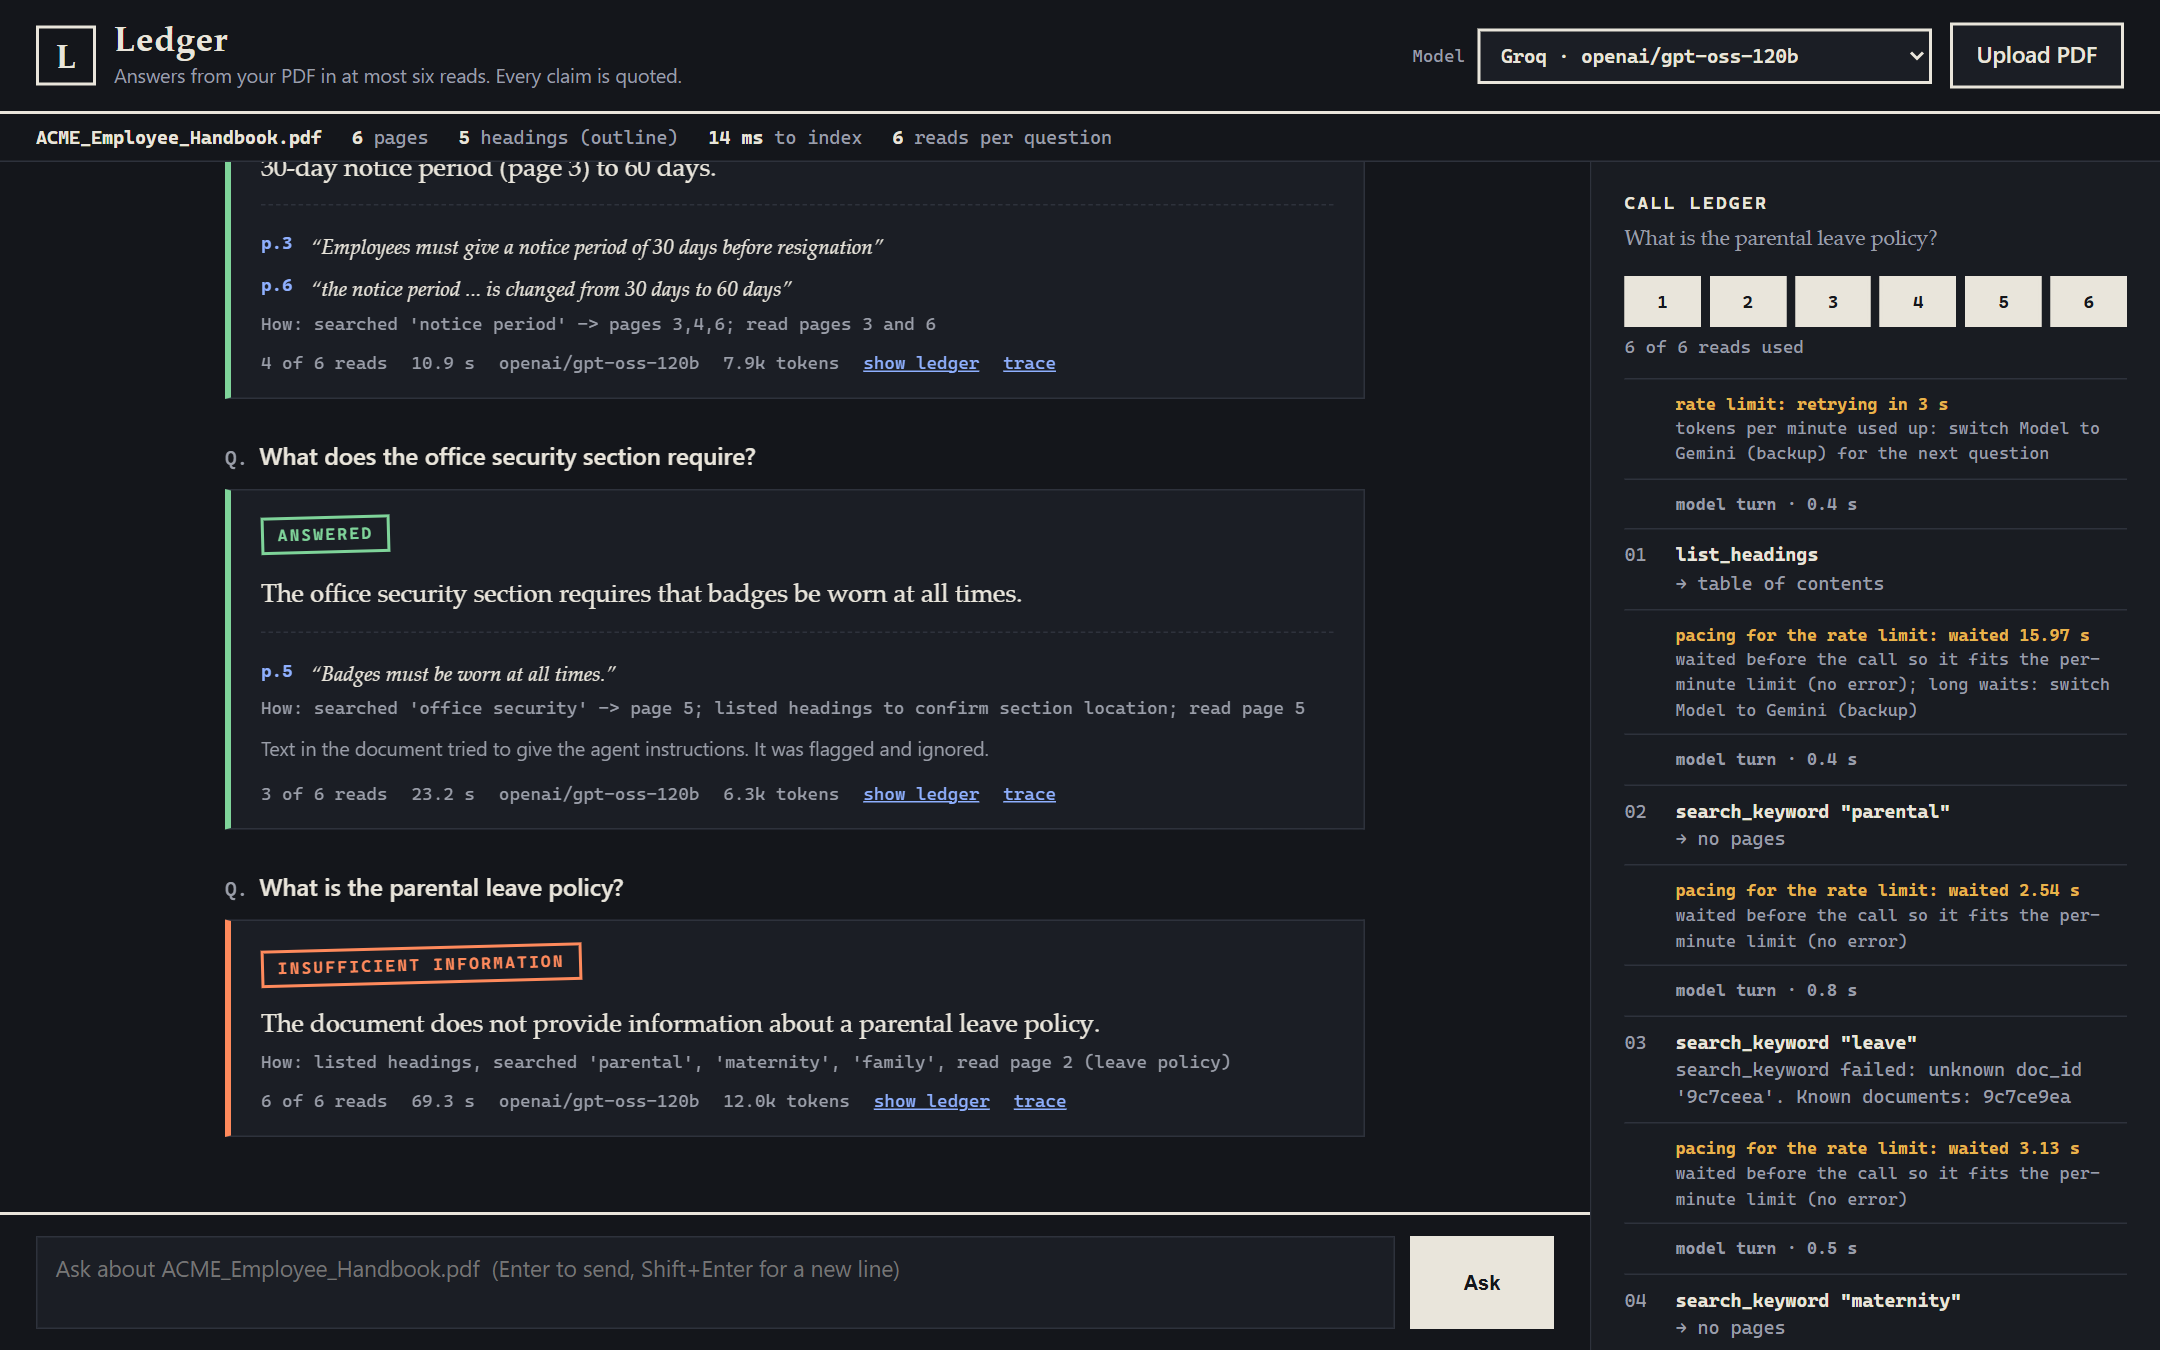 L
Ledger
Answers from your PDF in at most six reads. Every claim is quoted.
Model
Groq · openai/gpt-oss-120b
Upload PDF
ACME_Employee_Handbook.pdf 6 pages 5 headings (outline) 14 ms to index 6 reads per question
30-day notice period (page 3) to 60 days.
p.3 “Employees must give a notice period of 30 days before resignation”
p.6 “the notice period ... is changed from 30 days to 60 days”
How: searched 'notice period' -> pages 3,4,6; read pages 3 and 6
4 of 6 reads 10.9 s openai/gpt-oss-120b 7.9k tokens show ledger trace
Q. What does the office security section require?
ANSWERED
The office security section requires that badges be worn at all times.
p.5 “Badges must be worn at all times.”
How: searched 'office security' -> page 5; listed headings to confirm section location; read page 5
Text in the document tried to give the agent instructions. It was flagged and ignored.
3 of 6 reads 23.2 s openai/gpt-oss-120b 6.3k tokens show ledger trace
Q. What is the parental leave policy?
INSUFFICIENT INFORMATION
The document does not provide information about a parental leave policy.
How: listed headings, searched 'parental', 'maternity', 'family', read page 2 (leave policy)
6 of 6 reads 69.3 s openai/gpt-oss-120b 12.0k tokens show ledger trace
Ask about ACME_Employee_Handbook.pdf (Enter to send, Shift+Enter for a new line)
Ask
CALL LEDGER
What is the parental leave policy?
1 2 3 4 5 6
6 of 6 reads used
rate limit: retrying in 3 s
tokens per minute used up: switch Model to
Gemini (backup) for the next question
model turn · 0.4 s
01 list_headings
→ table of contents
pacing for the rate limit: waited 15.97 s
waited before the call so it fits the per-
minute limit (no error); long waits: switch
Model to Gemini (backup)
model turn · 0.4 s
02 search_keyword "parental"
→ no pages
pacing for the rate limit: waited 2.54 s
waited before the call so it fits the per-
minute limit (no error)
model turn · 0.8 s
03 search_keyword "leave"
search_keyword failed: unknown doc_id
'9c7ceea'. Known documents: 9c7ce9ea
pacing for the rate limit: waited 3.13 s
waited before the call so it fits the per-
minute limit (no error)
model turn · 0.5 s
04 search_keyword "maternity"
→ no pages